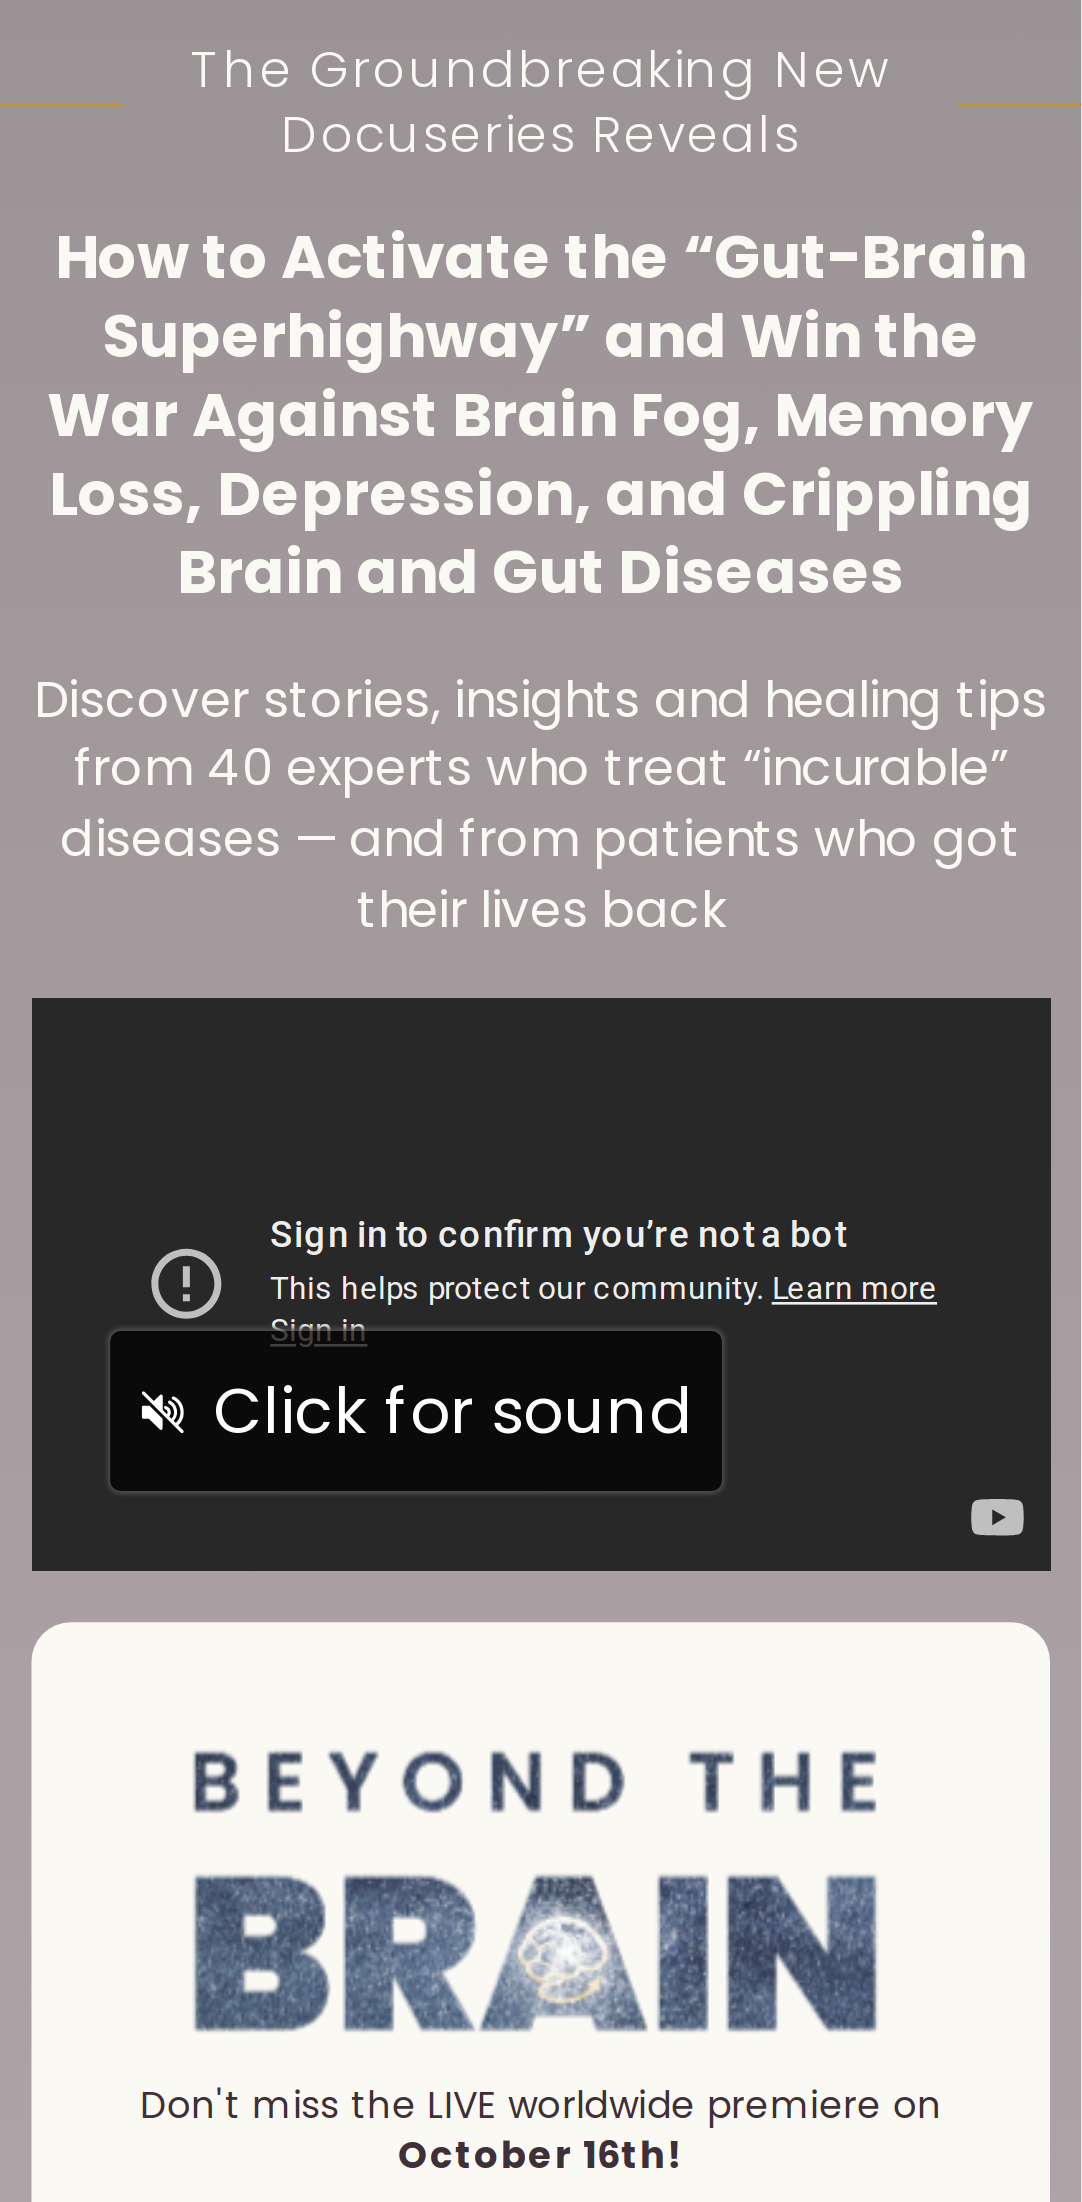 The Groundbreaking New
Docuseries Reveals
How to Activate the “Gut-Brain
Superhighway” and Win the
War Against Brain Fog, Memory
Loss, Depression, and Crippling
Brain and Gut Diseases
Discover stories, insights and healing tips
from 40 experts who treat “incurable”
diseases — and from patients who got
their lives back
Sign in to confirm you’re not a bot
This helps protect our community. Learn more
Sign in
Click for sound
BEYOND THE
BRAIN
Don't miss the LIVE worldwide premiere on
October 16th!